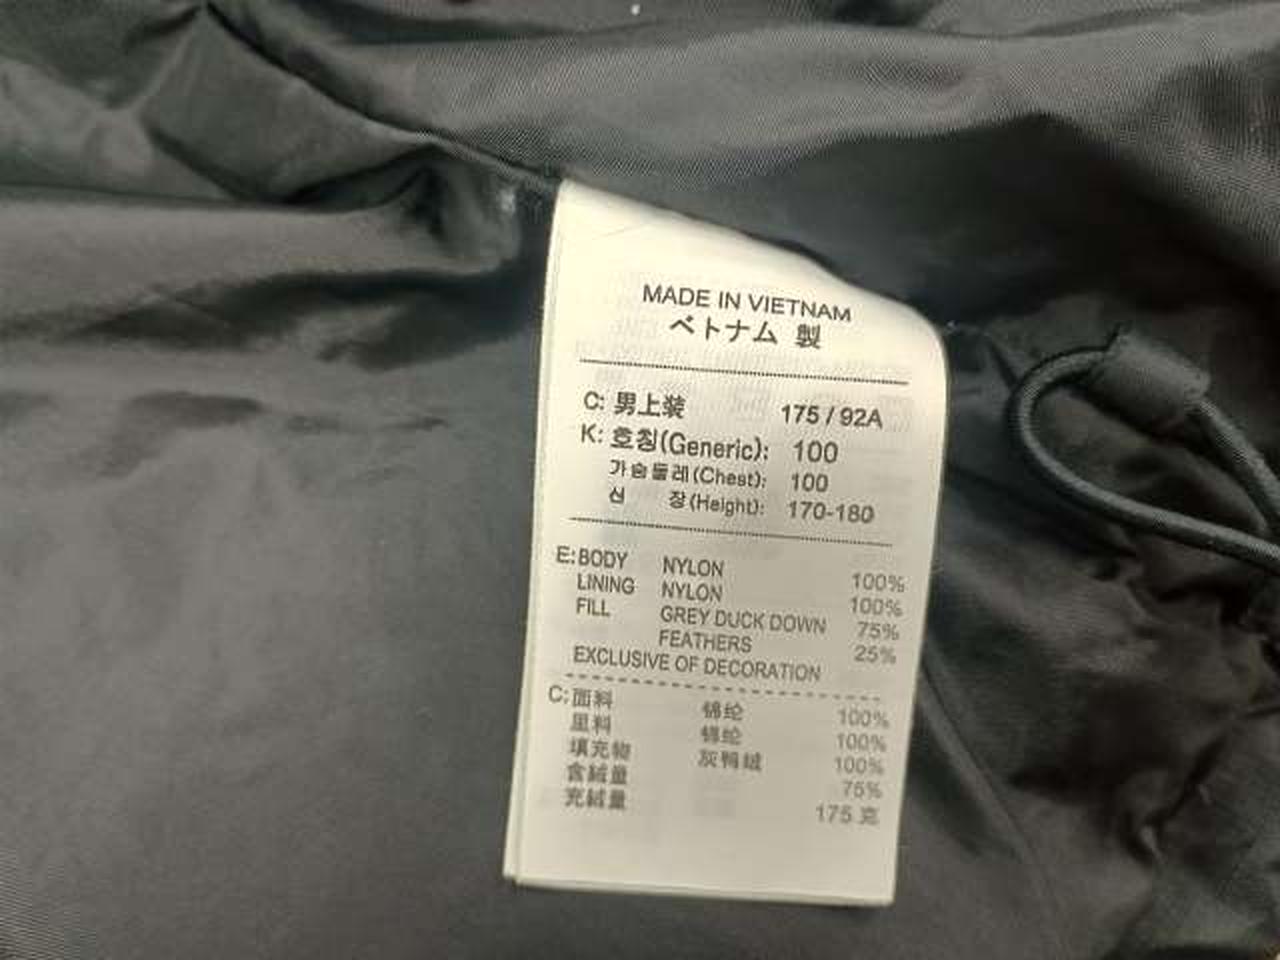 MADE IN VIETNAM
ベトナム 製
C: 男上装 175 / 92A
K: 호칭(Generic): 100
가슴둘레(Chest): 100
신 장(Height): 170-180
E: BODY NYLON 100%
LINING NYLON 100%
FILL GREY DUCK DOWN 75%
FEATHERS 25%
EXCLUSIVE OF DECORATION
C: 面料 锦纶 100%
里料 锦纶 100%
填充物 灰鸭绒 100%
含绒量 75%
充绒量 175 克